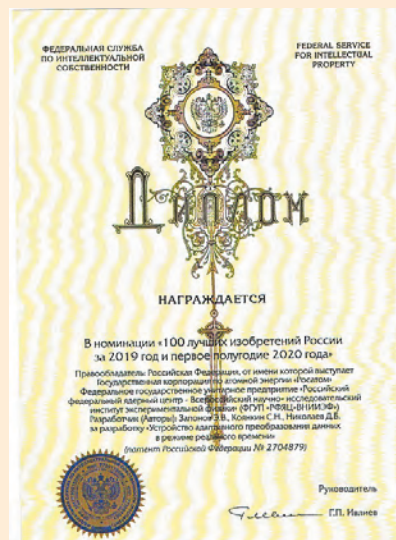 ФЕДЕРАЛЬНАЯ СЛУЖБА
ПО ИНТЕЛЛЕКТУАЛЬНОЙ
СОБСТВЕННОСТИ
FEDERAL SERVICE
FOR INTELLECTUAL
PROPERTY
ДИПЛОМ
НАГРАЖДАЕТСЯ
В номинации «100 лучших изобретений России
за 2019 год и первое полугодие 2020 года»
Правообладатель: Российская Федерация, от имени которой выступает
Государственная корпорация по атомной энергии «Росатом»
Федеральное государственное унитарное предприятие «Российский
федеральный ядерный центр - Всероссийский научно - исследовательский
институт экспериментальной физики» (ФГУП «РФЯЦ-ВНИИЭФ»)
Разработчик (Авторы): Запонов Э.В., С.Н., Николаев Д.Б.
за разработку «Устройство адаптивного преобразования данных
в режиме реального времени»
(патент Российской Федерации № 2704879)
Руководитель
Г.П. Ивлиев